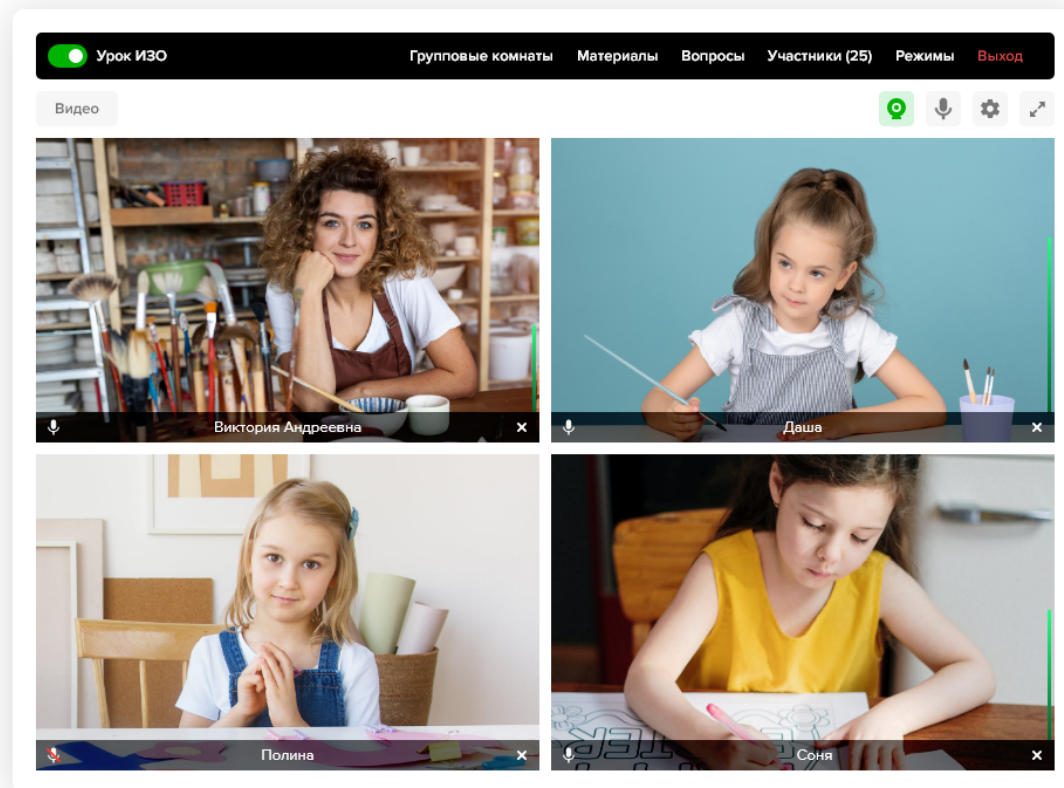 Урок ИЗО
Групповые комнаты
Материалы
Вопросы
Участники (25)
Режимы
Выход
Видео
Виктория Андреевна
Даша
Полина
Соня